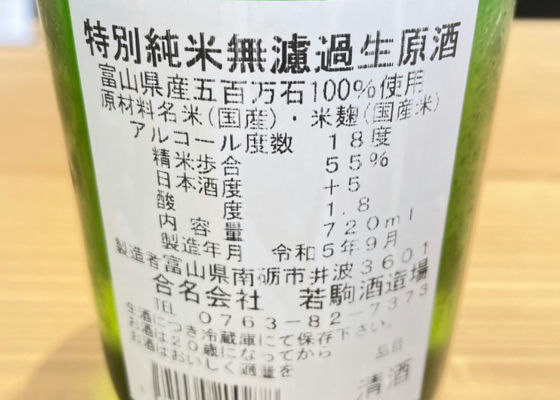 特別純米無濾過生原酒
富山県産五百万石100%使用
原材料名米(国産)・米麹(国産米)
アルコール度数 18度
精米歩合 55%
日本酒度 +5
酸度 1.8
内容量 720ml
製造年月 令和5年9月
製造者富山県南砺市井波3601
合名会社 若駒酒造場
TEL 0763-82-7373
生酒につき冷蔵庫にて保存下さい。
お酒は20歳になってから
お酒はおいしく適量を
品目
清酒